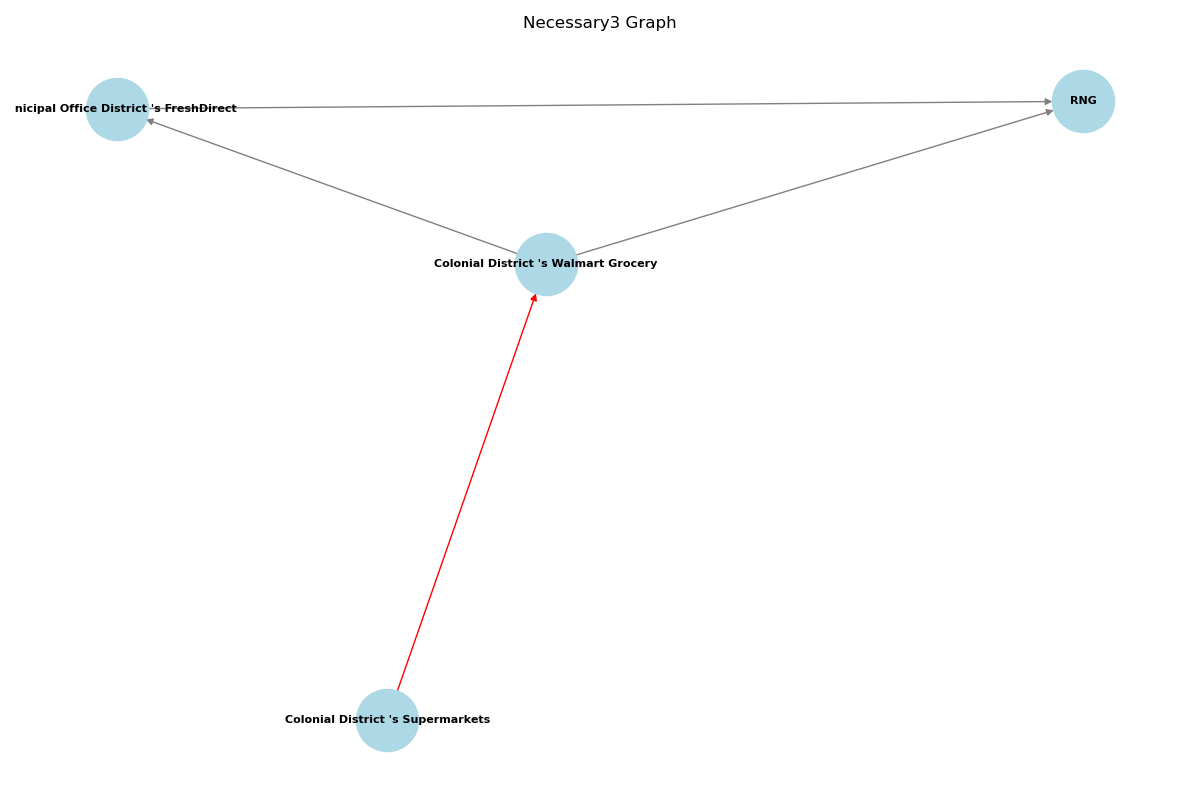 Necessary3 Graph
nicipal Office District 's FreshDirect
RNG
Colonial District 's Walmart Grocery
Colonial District 's Supermarkets